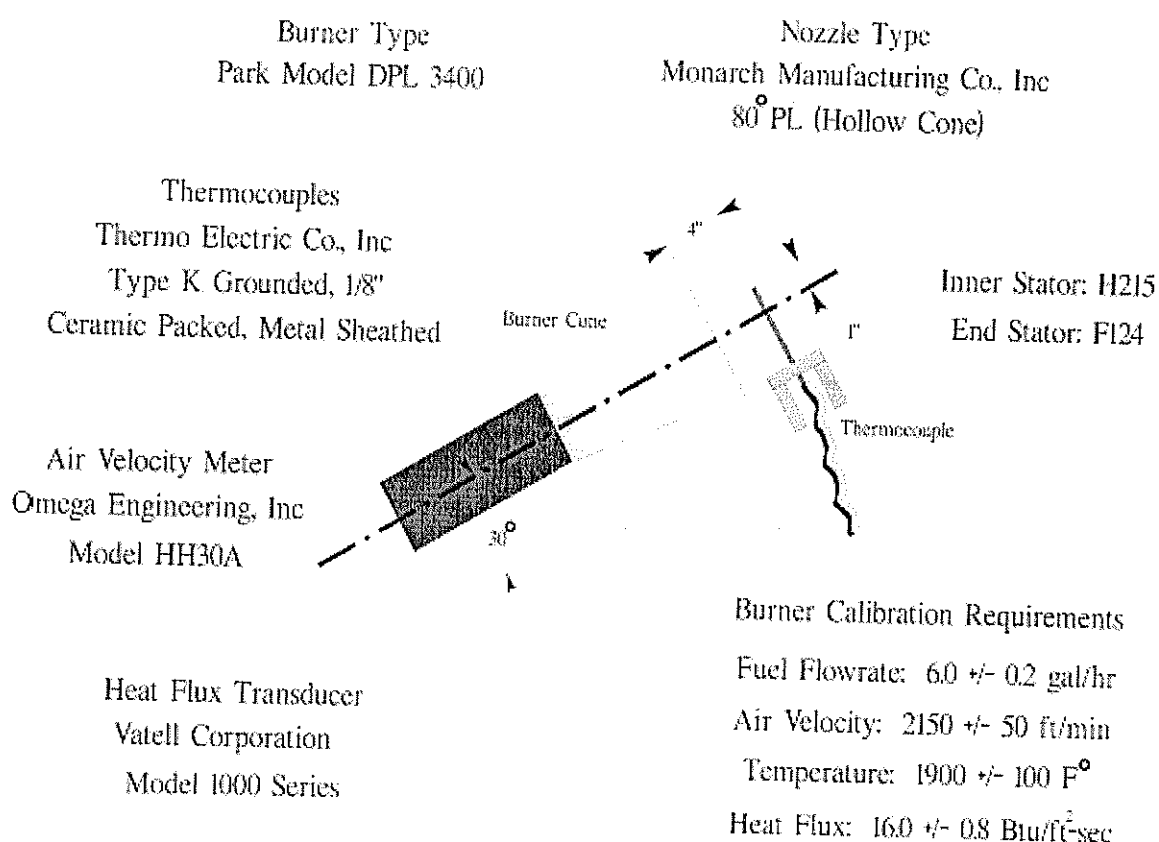 Burner Type
Park Model DPL 3400
Nozzle Type
Monarch Manufacturing Co., Inc
80° PL (Hollow Cone)
Thermocouples
Thermo Electric Co., Inc
Type K Grounded, 1/8"
Ceramic Packed, Metal Sheathed
4"
Burner Cone
1"
Inner Stator: H215
End Stator: F124
Thermocouple
Air Velocity Meter
Omega Engineering, Inc
Model HH30A
30°
Heat Flux Transducer
Vatell Corporation
Model 1000 Series
Burner Calibration Requirements
Fuel Flowrate: 6.0 +/- 0.2 gal/hr
Air Velocity: 2150 +/- 50 ft/min
Temperature: 1900 +/- 100 F°
Heat Flux: 16.0 +/- 0.8 Btu/ft²-sec